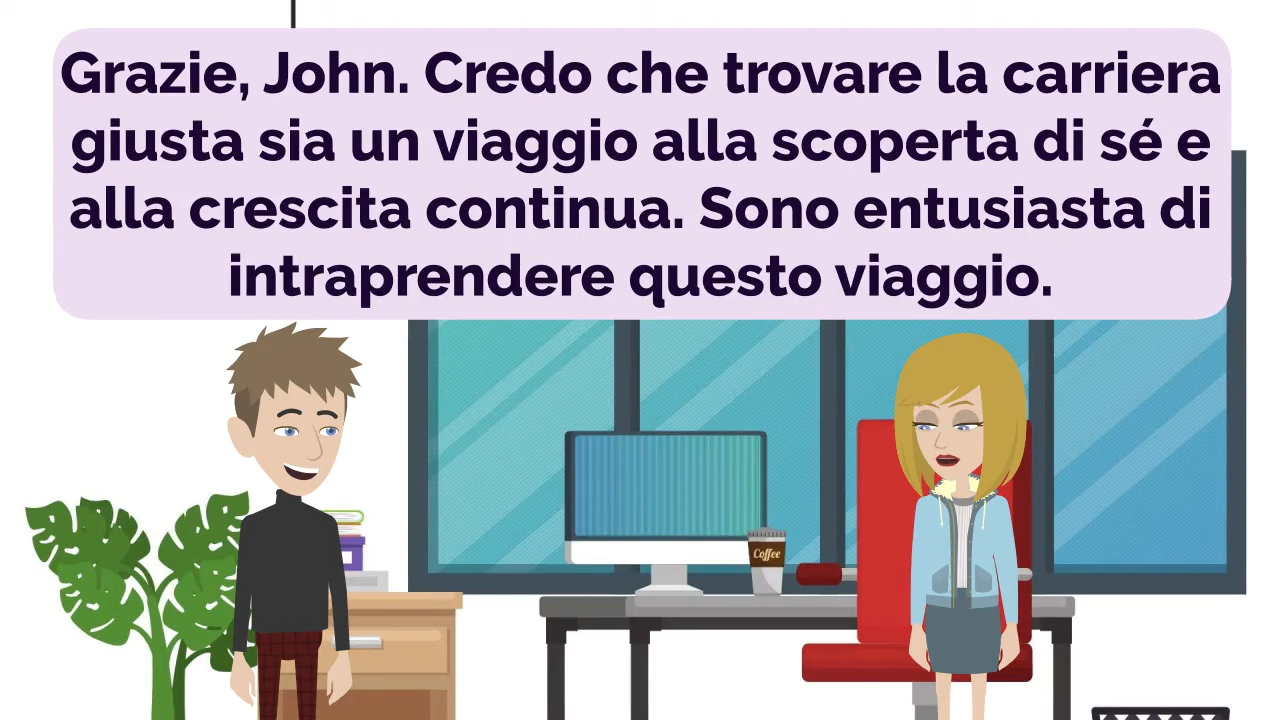 Grazie, John. Credo che trovare la carriera
giusta sia un viaggio alla scoperta di sé e
alla crescita continua. Sono entusiasta di
intraprendere questo viaggio.
Coffee